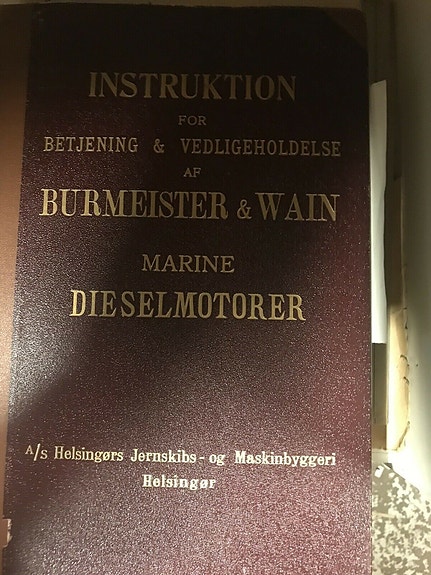 INSTRUKTION
FOR
BETJENING & VEDLIGEHOLDELSE
AF
BURMEISTER & WAIN
MARINE
DIESELMOTORER
A/s Helsingørs Jernskibs- og Maskinbyggeri
Helsingør